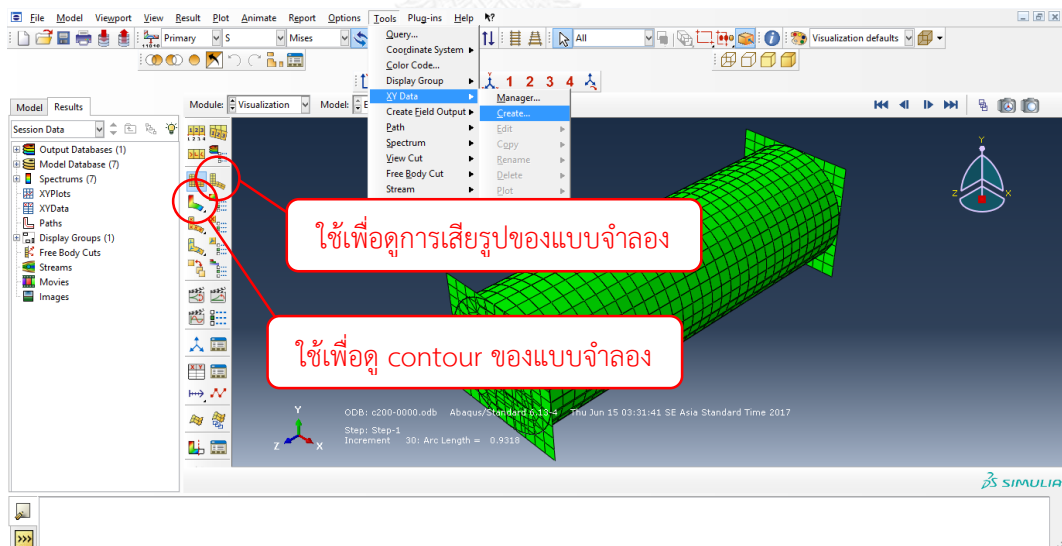 File Model Viewport View Result Plot Animate Report Options Tools Plug-ins Help
Primary S Mises All Visualization defaults
Query...
Coordinate System
Color Code...
Display Group
XY Data
Create Field Output
Path
Spectrum
View Cut
Free Body Cut
Stream
Manager...
Create...
Edit
Copy
Rename
Delete
Plot
1 2 3 4
Model Results
Module: Visualization Model:
Session Data
Output Databases (1)
Model Database (7)
Spectrums (7)
XYPlots
XYData
Paths
Display Groups (1)
Free Body Cuts
Streams
Movies
Images
Y
Z X
ใช้เพื่อดูการเสียรูปของแบบจำลอง
ใช้เพื่อดู contour ของแบบจำลอง
Y
Z X
ODB: c200-0000.odb Abaqus/Standard 6.13-4 Thu Jun 15 03:31:41 SE Asia Standard Time 2017
Step: Step-1
Increment 30: Arc Length = 0.9318
SIMULIA
>>>